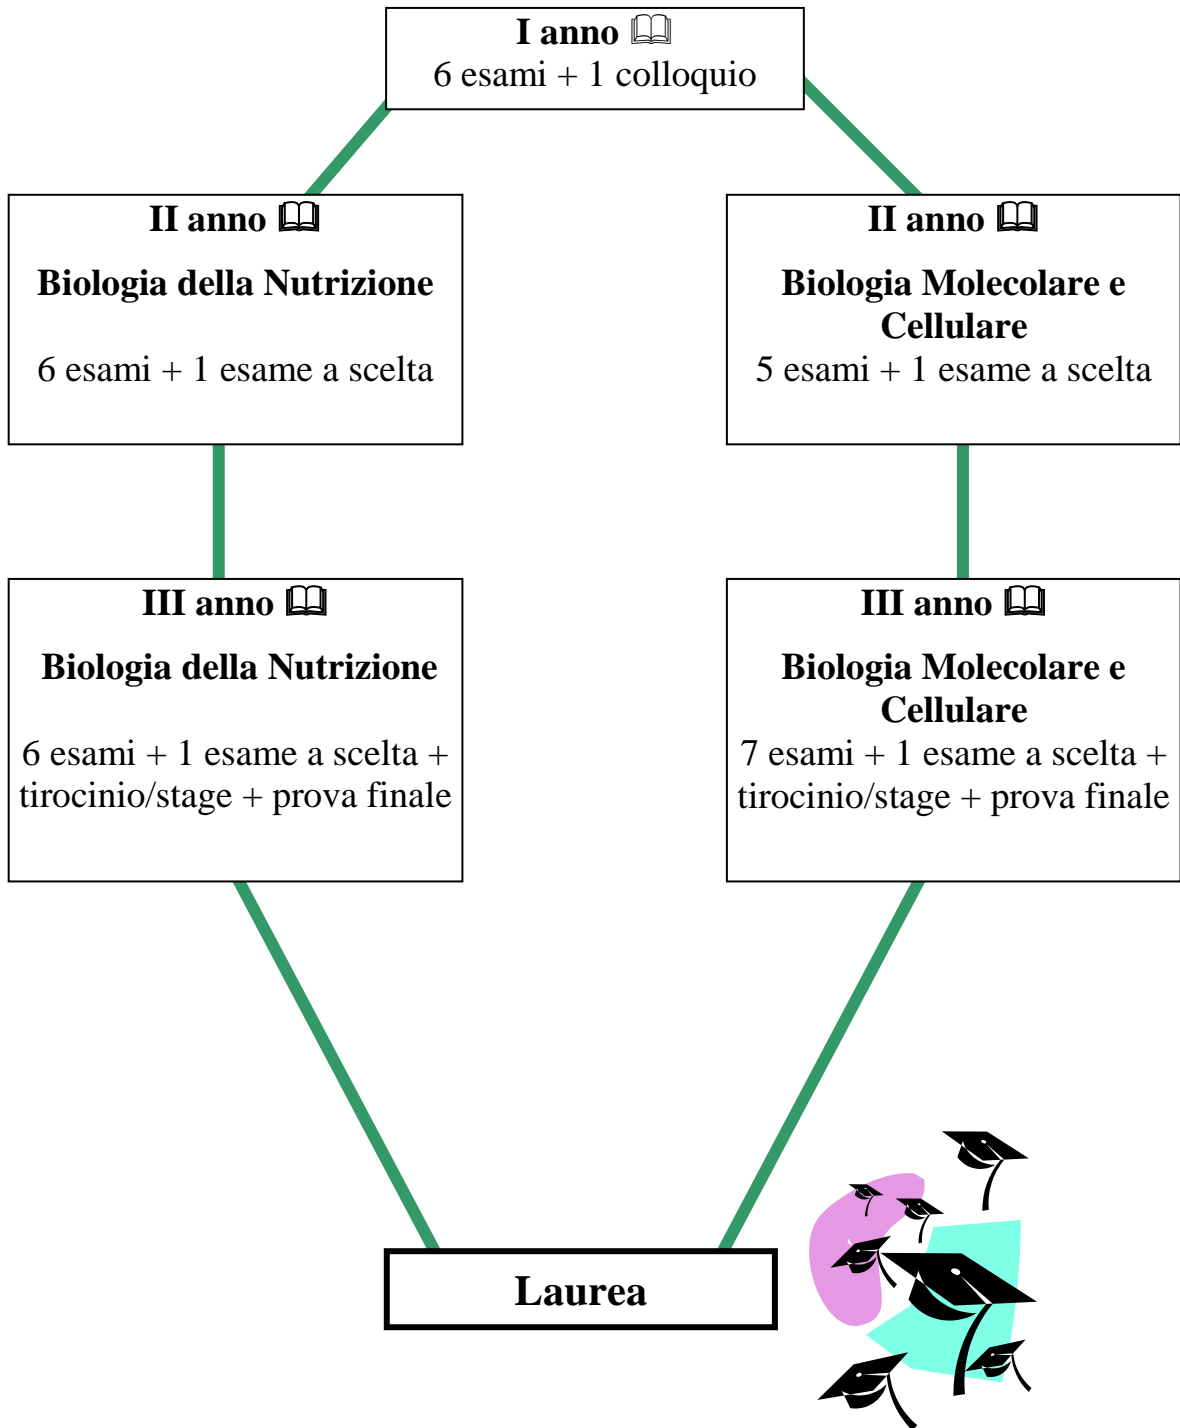 I anno 🕮
6 esami + 1 colloquio
II anno 🕮
Biologia della Nutrizione
6 esami + 1 esame a scelta
II anno 🕮
Biologia Molecolare e
Cellulare
5 esami + 1 esame a scelta
III anno 🕮
Biologia della Nutrizione
6 esami + 1 esame a scelta +
tirocinio/stage + prova finale
III anno 🕮
Biologia Molecolare e
Cellulare
7 esami + 1 esame a scelta +
tirocinio/stage + prova finale
Laurea